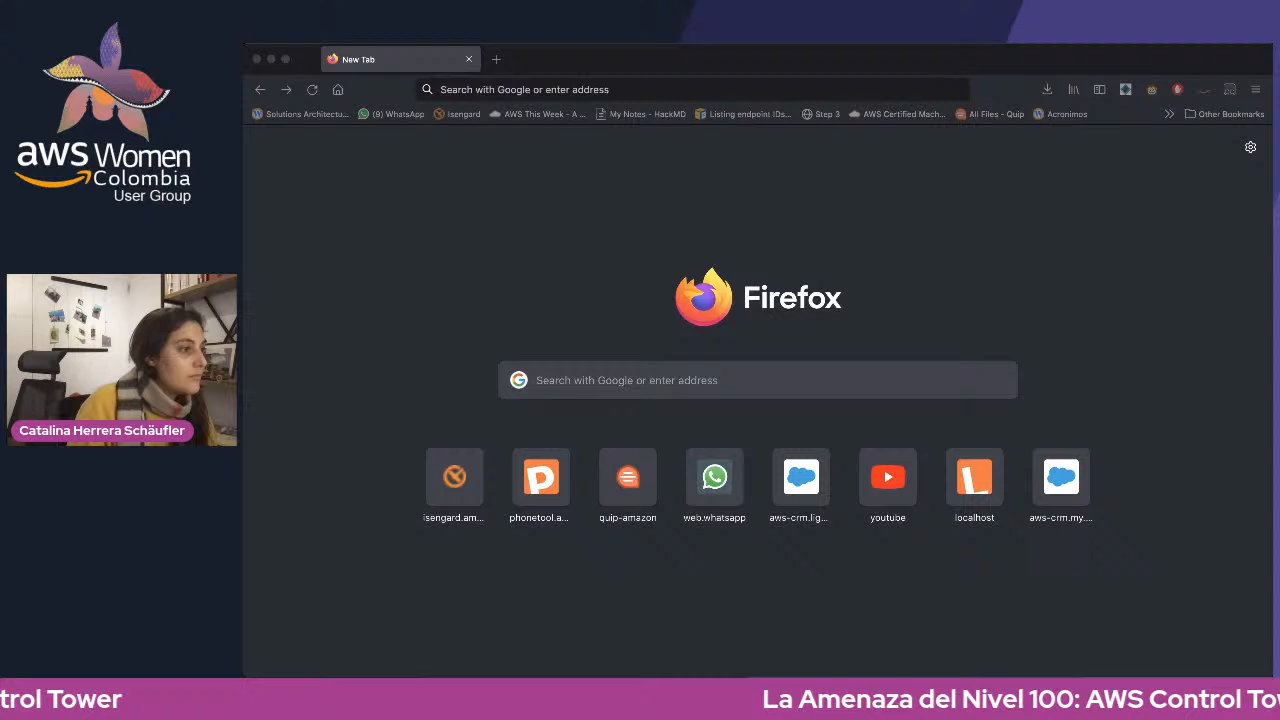 aws Women
Colombia
User Group
Catalina Herrera Schäufler
New Tab
Search with Google or enter address
Solutions Architectu...
(9) WhatsApp
Isengard
AWS This Week - A ...
My Notes - HackMD
Listing endpoint IDs...
Step 3
AWS Certified Mach...
All Files - Quip
Acronimos
Other Bookmarks
Firefox
Search with Google or enter address
isengard.am...
phonetool.a...
quip-amazon
web.whatsapp
aws-crm.lig...
youtube
localhost
aws-crm.my....
trol Tower
La Amenaza del Nivel 100: AWS Control Tow